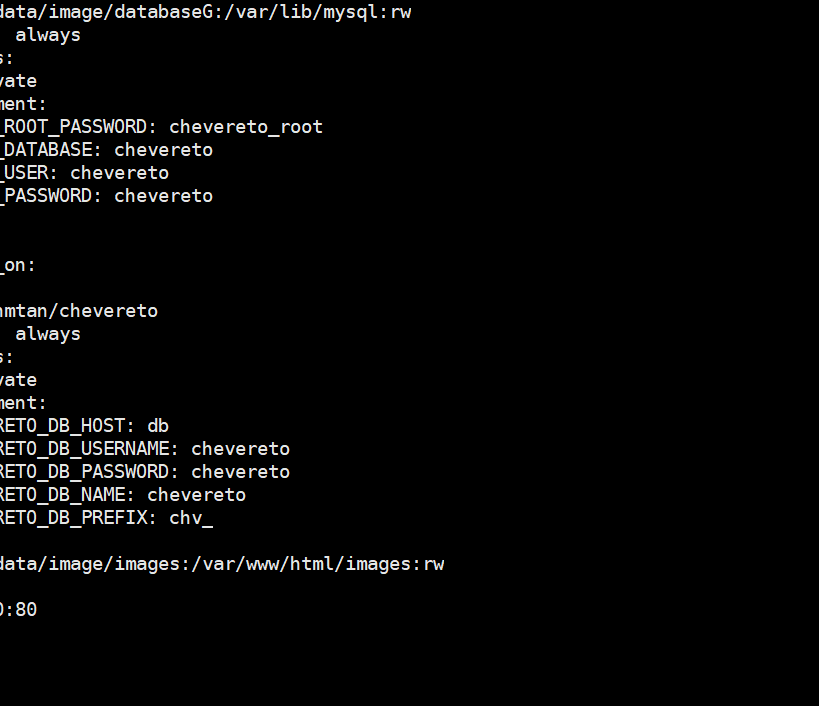 data/image/databaseG:/var/lib/mysql:rw
always
s:
vate
ment:
_ROOT_PASSWORD: chevereto_root
_DATABASE: chevereto
_USER: chevereto
_PASSWORD: chevereto
_on:
nmtan/chevereto
always
s:
vate
ment:
RETO_DB_HOST: db
RETO_DB_USERNAME: chevereto
RETO_DB_PASSWORD: chevereto
RETO_DB_NAME: chevereto
RETO_DB_PREFIX: chv_
data/image/images:/var/www/html/images:rw
0:80